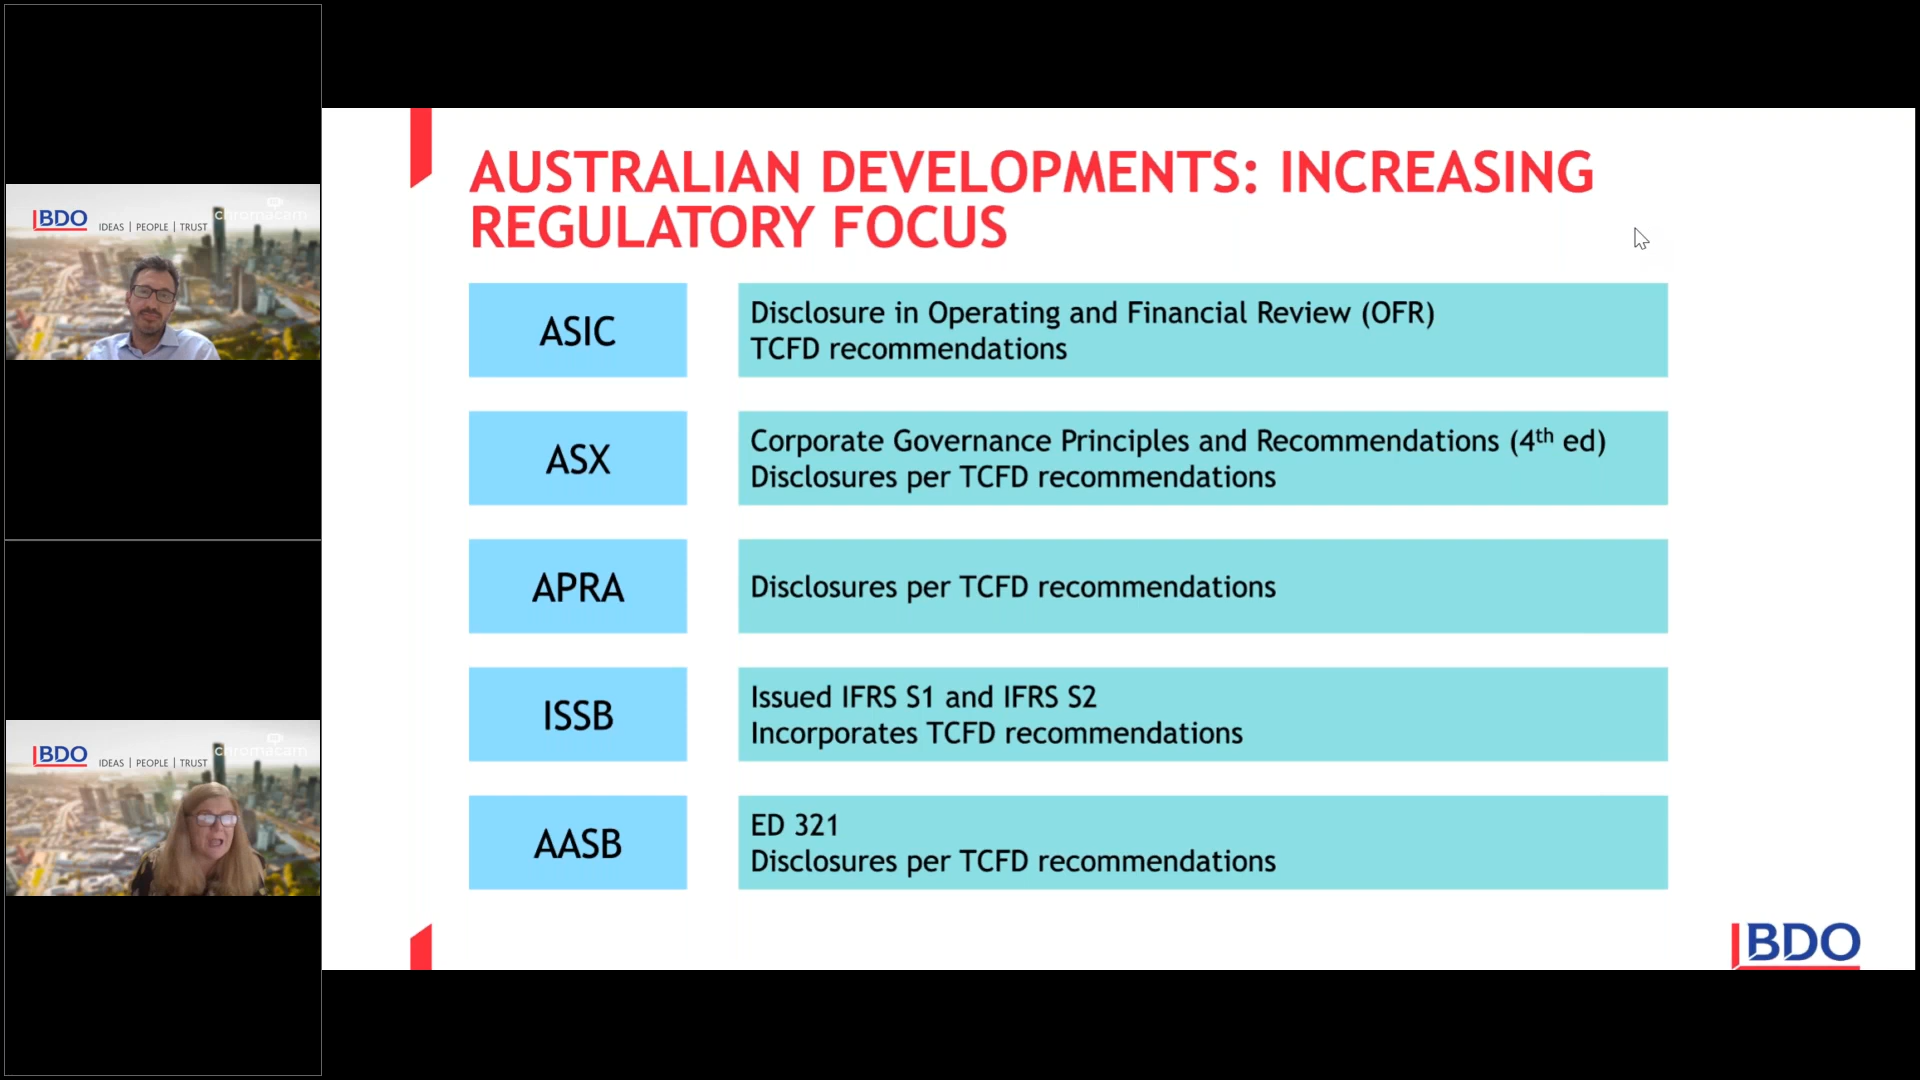 BDO
IDEAS | PEOPLE | TRUST
chromacam
BDO
IDEAS | PEOPLE | TRUST
chromacam
AUSTRALIAN DEVELOPMENTS: INCREASING
REGULATORY FOCUS
ASIC
Disclosure in Operating and Financial Review (OFR)
TCFD recommendations
ASX
Corporate Governance Principles and Recommendations (4th ed)
Disclosures per TCFD recommendations
APRA
Disclosures per TCFD recommendations
ISSB
Issued IFRS S1 and IFRS S2
Incorporates TCFD recommendations
AASB
ED 321
Disclosures per TCFD recommendations
BDO